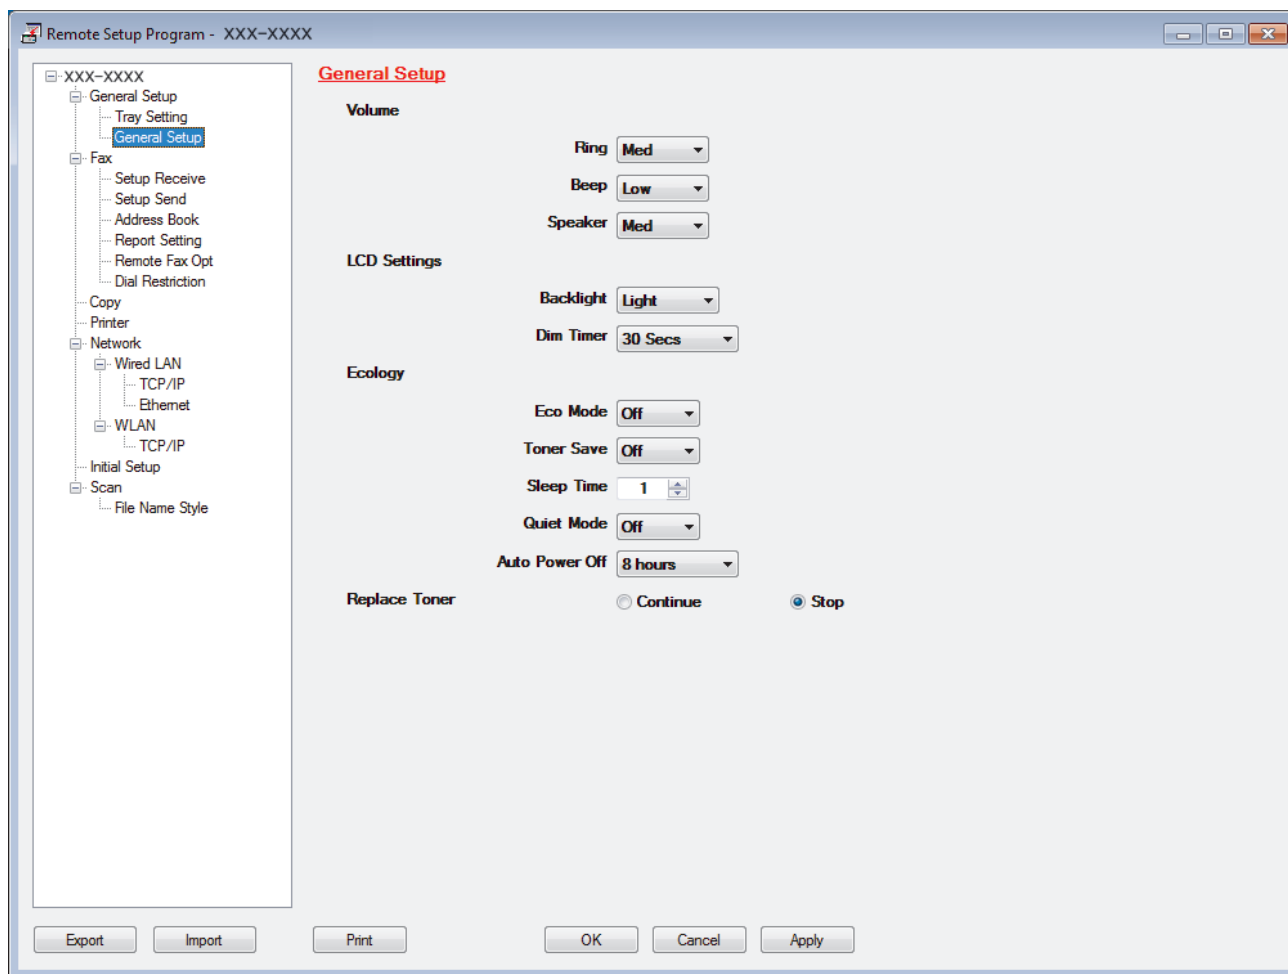 Remote Setup Program - XXX-XXXX
XXX-XXXX
General Setup
Tray Setting
General Setup
Fax
Setup Receive
Setup Send
Address Book
Report Setting
Remote Fax Opt
Dial Restriction
Copy
Printer
Network
Wired LAN
TCP/IP
Ethernet
WLAN
TCP/IP
Initial Setup
Scan
File Name Style
General Setup
Volume
Ring Med
Beep Low
Speaker Med
LCD Settings
Backlight Light
Dim Timer 30 Secs
Ecology
Eco Mode Off
Toner Save Off
Sleep Time 1
Quiet Mode Off
Auto Power Off 8 hours
Replace Toner Continue Stop
Export Import Print OK Cancel Apply